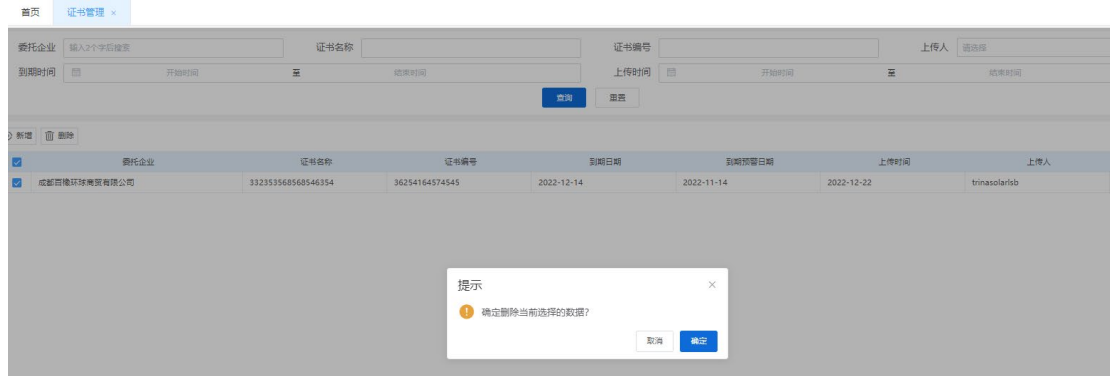 首页 证书管理 ×
委托企业 输入2个字后搜索 证书名称 证书编号 上传人 请选择
到期时间 开始时间 至 结束时间 上传时间 开始时间 至 结束时间
查询 重置
新增 删除
委托企业 证书名称 证书编号 到期日期 到期预警日期 上传时间 上传人
成都百橡环球商贸有限公司 332353568568546354 36254164574545 2022-12-14 2022-11-14 2022-12-22 trinasolarlsb
提示 ×
确定删除当前选择的数据?
取消 确定